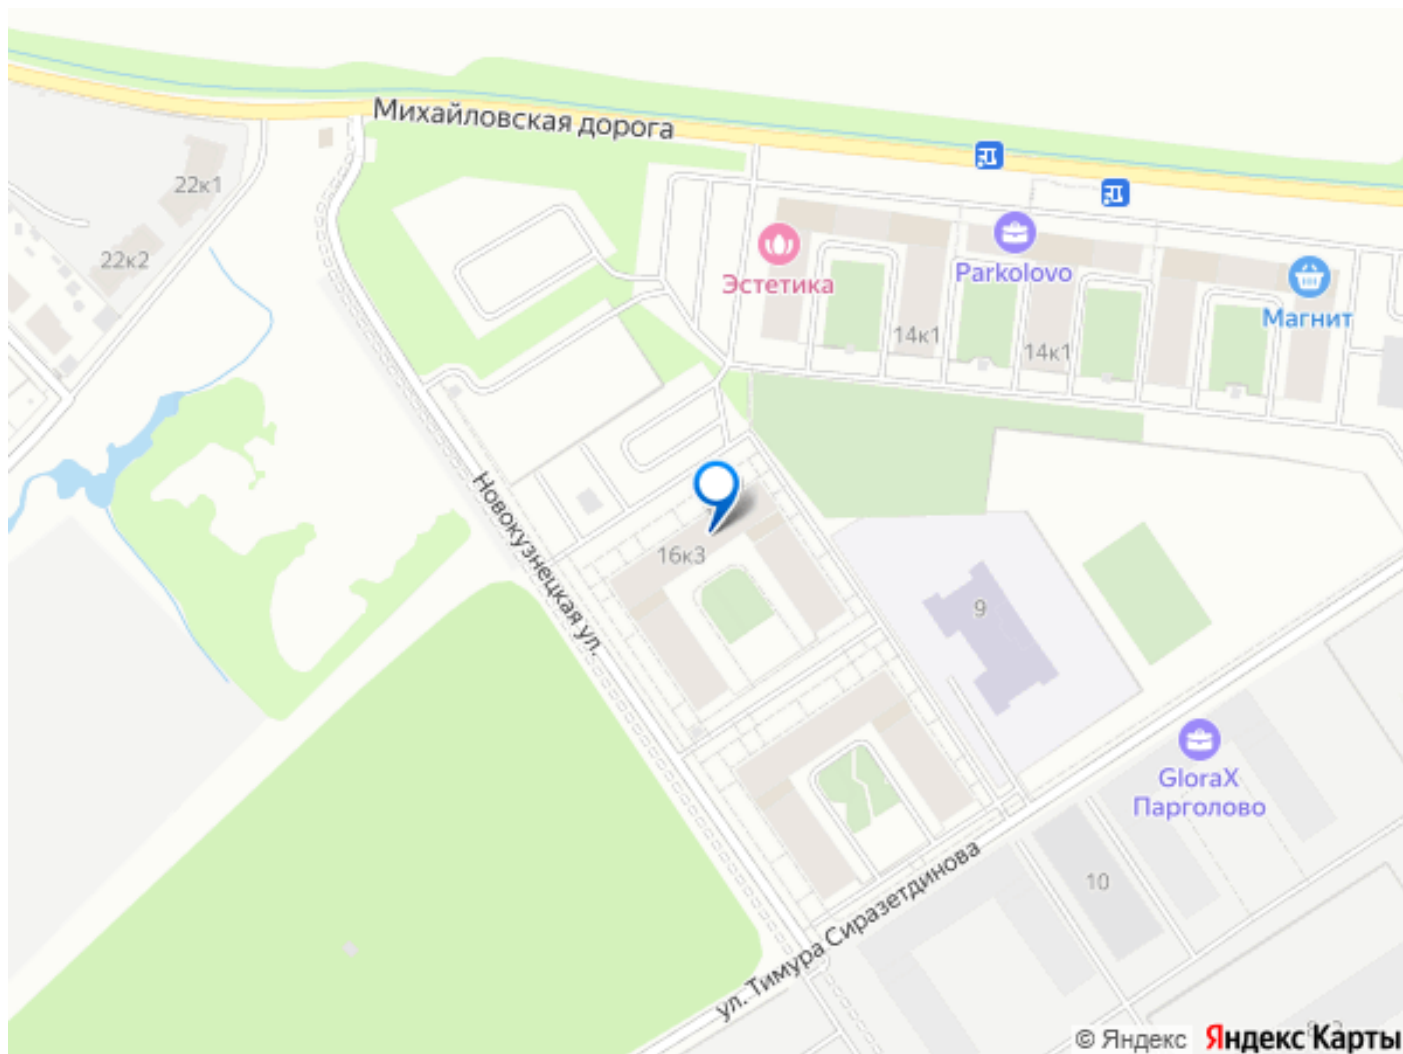 Михайловская дорога
22к1
22к2
Эстетика
Parkolovo
Магнит
14к1
14к1
Новокузнецкая ул.
16к3
9
GloraX
Парголово
10
ул. Тимура Сиразетдинова
© Яндекс
Яндекс Карты